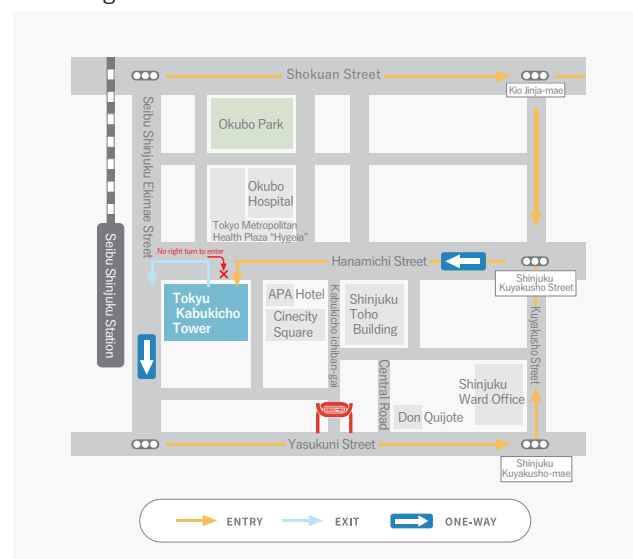 Shokuan Street
Kio Jinja-mae
Seibu Shinjuku Ekimae Street
Okubo Park
Okubo
Hospital
Tokyo Metropolitan
Health Plaza "Hygeia"
Seibu Shinjuku Station
No right turn to enter
Hanamichi Street
Shinjuku
Kuyakusho Street
Tokyu
Kabukicho
Tower
APA Hotel
Cinecity
Square
Kabukicho ichiban-gai
Shinjuku
Toho
Building
Kuyakusho Street
Central Road
Shinjuku
Ward Office
Don Quijote
Yasukuni Street
Shinjuku
Kuyakusho-mae
ENTRY
EXIT
ONE-WAY